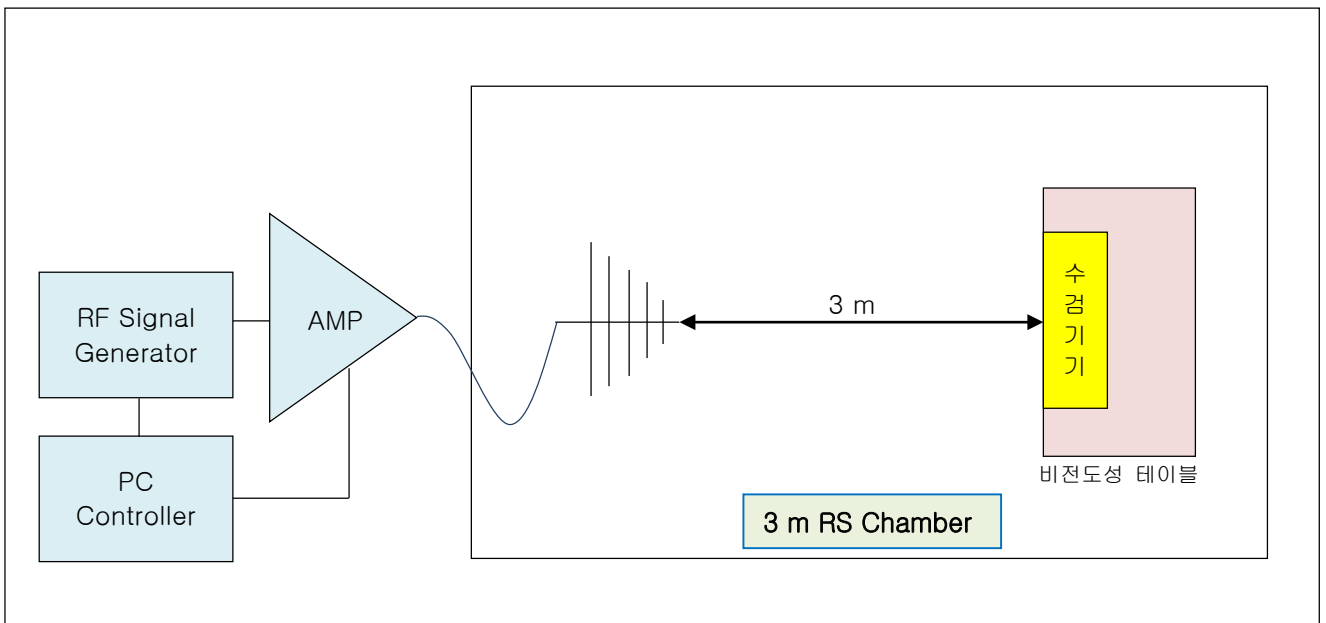 RF Signal
Generator
AMP
PC
Controller
3 m
수
검
기
기
비전도성 테이블
3 m RS Chamber